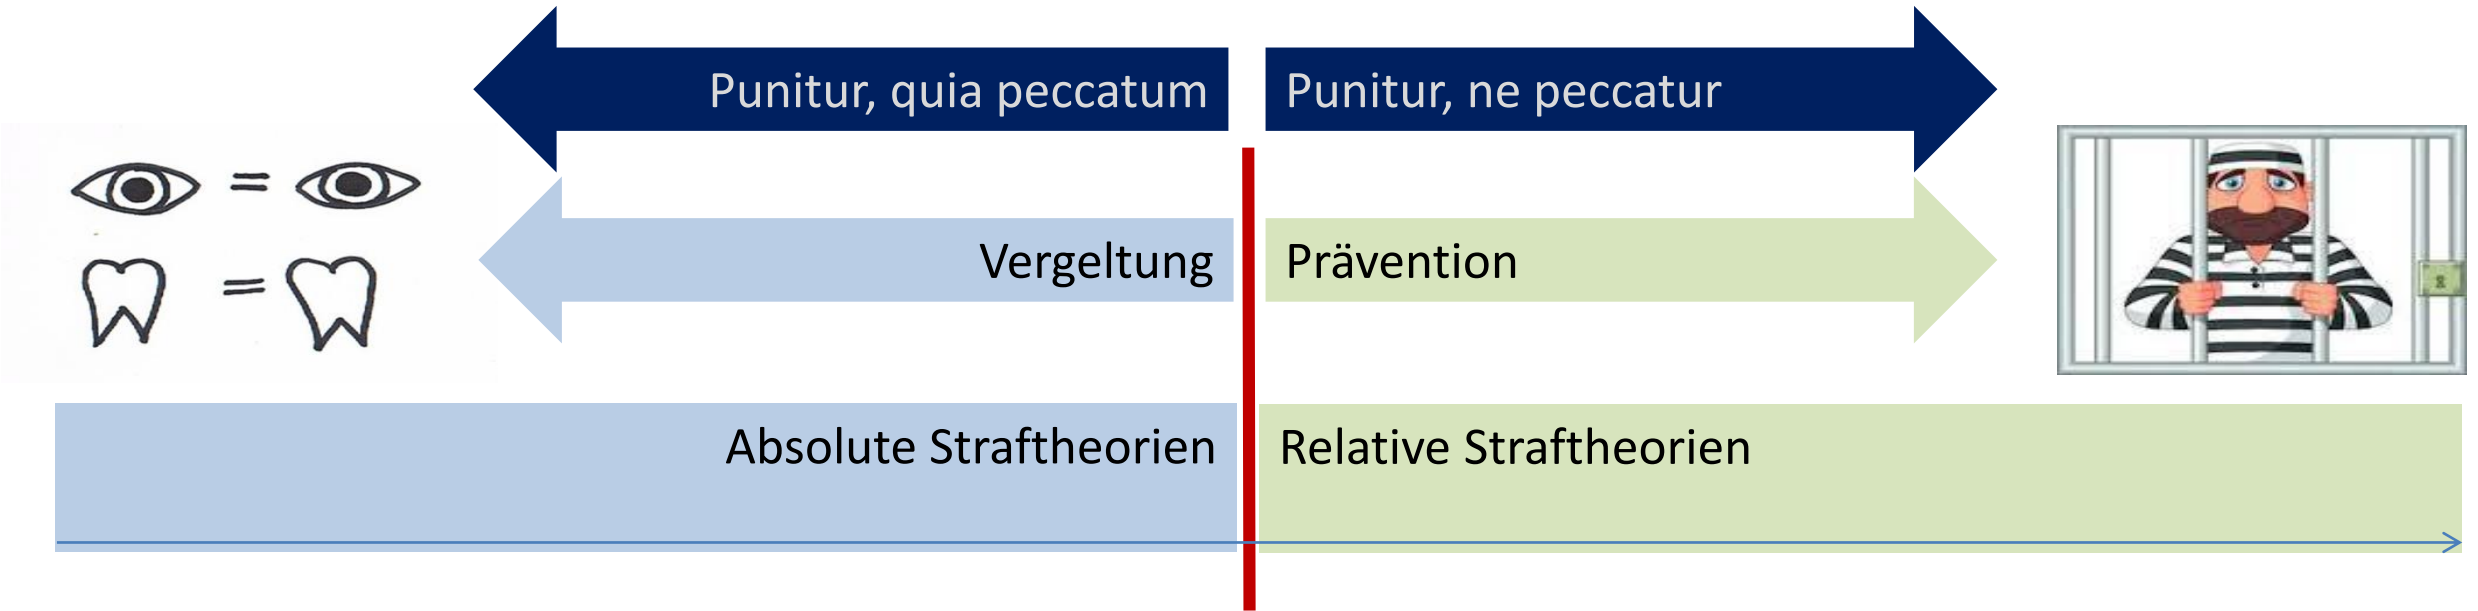 Punitur, quia peccatum
Punitur, ne peccatur
Vergeltung
Prävention
Absolute Straftheorien
Relative Straftheorien